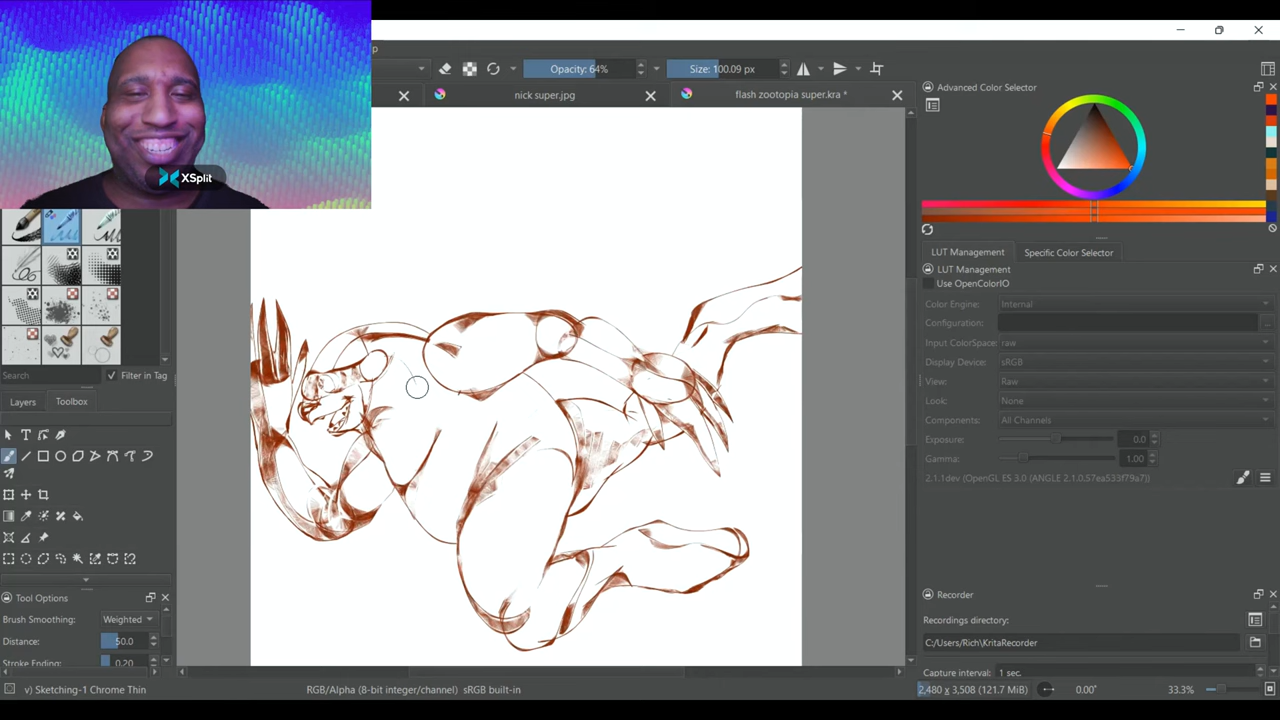 p
XSplit
Opacity: 64%
Size: 100.09 px
nick super.jpg
flash zootopia super.kra *
Advanced Color Selector
LUT Management
Specific Color Selector
LUT Management
Use OpenColorIO
Color Engine:
Internal
Configuration:
Input ColorSpace:
raw
Display Device:
sRGB
View:
Raw
Look:
None
Components:
All Channels
Exposure:
0.0
Gamma:
1.00
2.1.1dev (OpenGL ES 3.0 (ANGLE 2.1.0.57ea533f79a7))
Search
Filter in Tag
Layers
Toolbox
Tool Options
Brush Smoothing:
Weighted
Distance:
50.0
Stroke Ending:
0.20
Recorder
Recordings directory:
C:/Users/Rich/KritaRecorder
Capture interval:
1 sec.
v) Sketching-1 Chrome Thin
RGB/Alpha (8-bit integer/channel) sRGB built-in
2,480 x 3,508 (121.7 MiB)
0.00°
33.3%